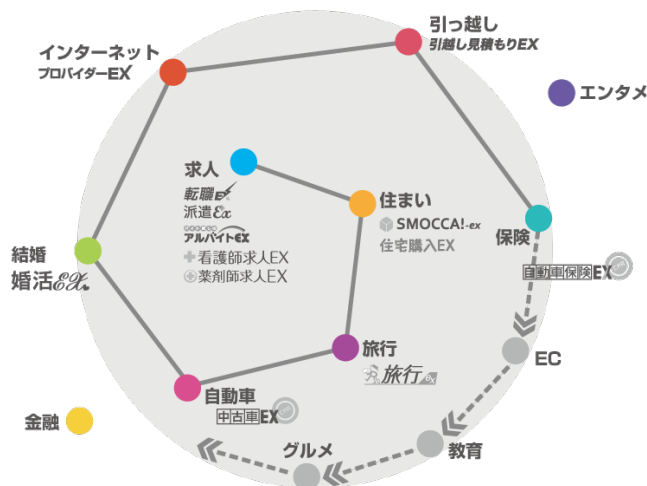 引っ越し
引越し見積もりEX
インターネット
プロバイダーEX
エンタメ
求人
転職EX
派遣Ex
アルバイトEX
看護師求人EX
薬剤師求人EX
住まい
SMOCCA!-ex
住宅購入EX
保険
自動車保険EX
結婚
婚活EX
旅行
旅行EX
EC
自動車
中古車EX
金融
グルメ
教育